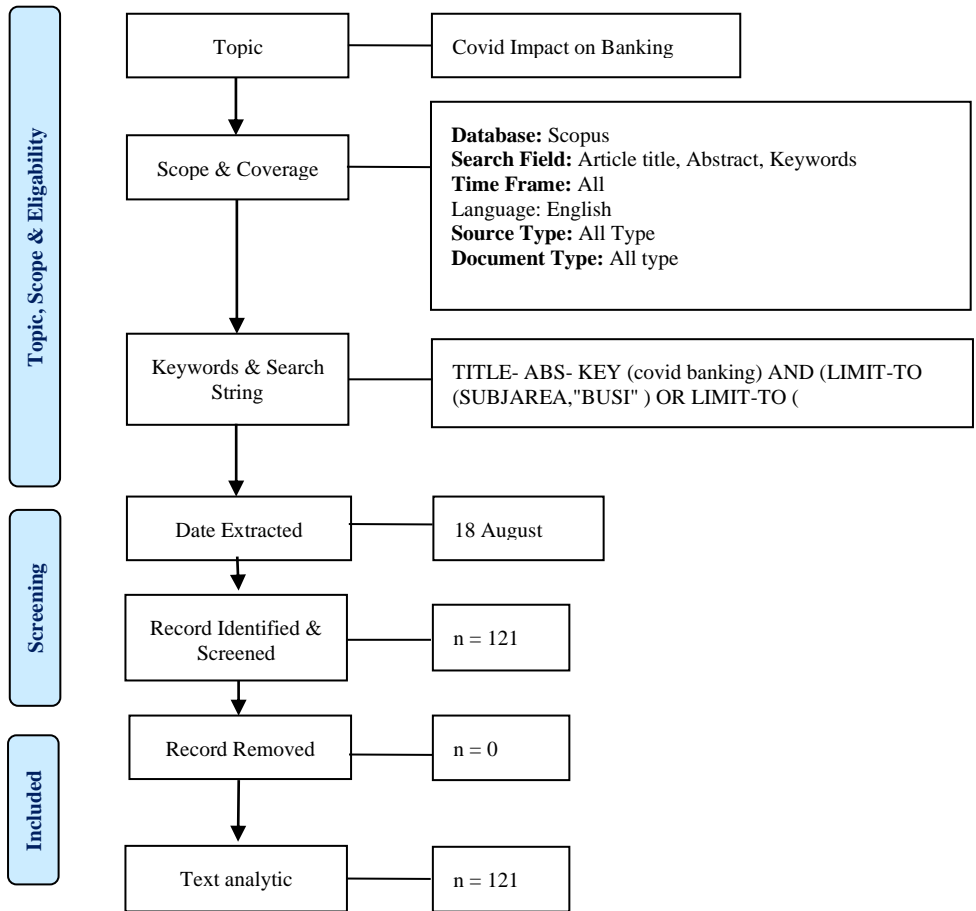 Topic, Scope & Eligability
Topic
Covid Impact on Banking
Scope & Coverage
Database: Scopus
Search Field: Article title, Abstract, Keywords
Time Frame: All
Language: English
Source Type: All Type
Document Type: All type
Keywords & Search
String
TITLE- ABS- KEY (covid banking) AND (LIMIT-TO
(SUBJAREA,"BUSI" ) OR LIMIT-TO (
Screening
Date Extracted
18 August
Record Identified &
Screened
n = 121
Included
Record Removed
n = 0
Text analytic
n = 121